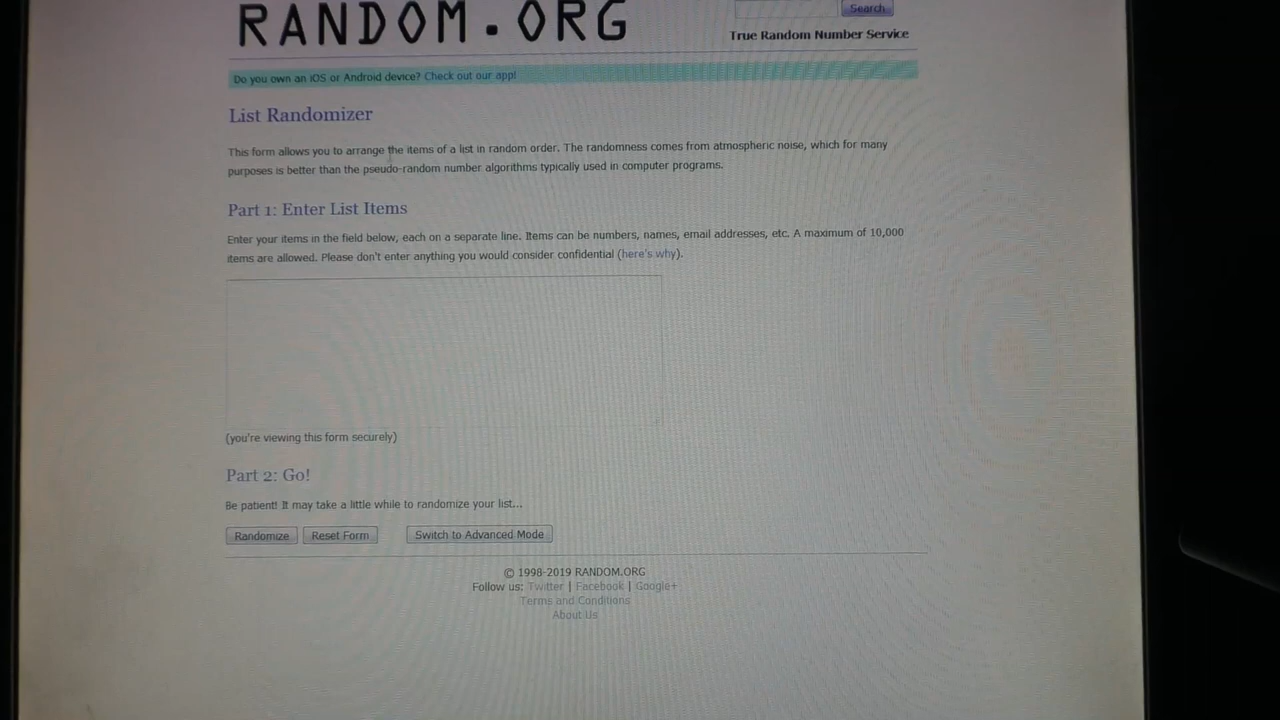 RANDOM.ORG
Search
True Random Number Service
Do you own an iOS or Android device? Check out our app!
List Randomizer
This form allows you to arrange the items of a list in random order. The randomness comes from atmospheric noise, which for many
purposes is better than the pseudo-random number algorithms typically used in computer programs.
Part 1: Enter List Items
Enter your items in the field below, each on a separate line. Items can be numbers, names, email addresses, etc. A maximum of 10,000
items are allowed. Please don't enter anything you would consider confidential (here's why).
(you're viewing this form securely)
Part 2: Go!
Be patient! It may take a little while to randomize your list...
Randomize Reset Form Switch to Advanced Mode
© 1998-2019 RANDOM.ORG
Follow us: Twitter | Facebook | Google+
Terms and Conditions
About Us